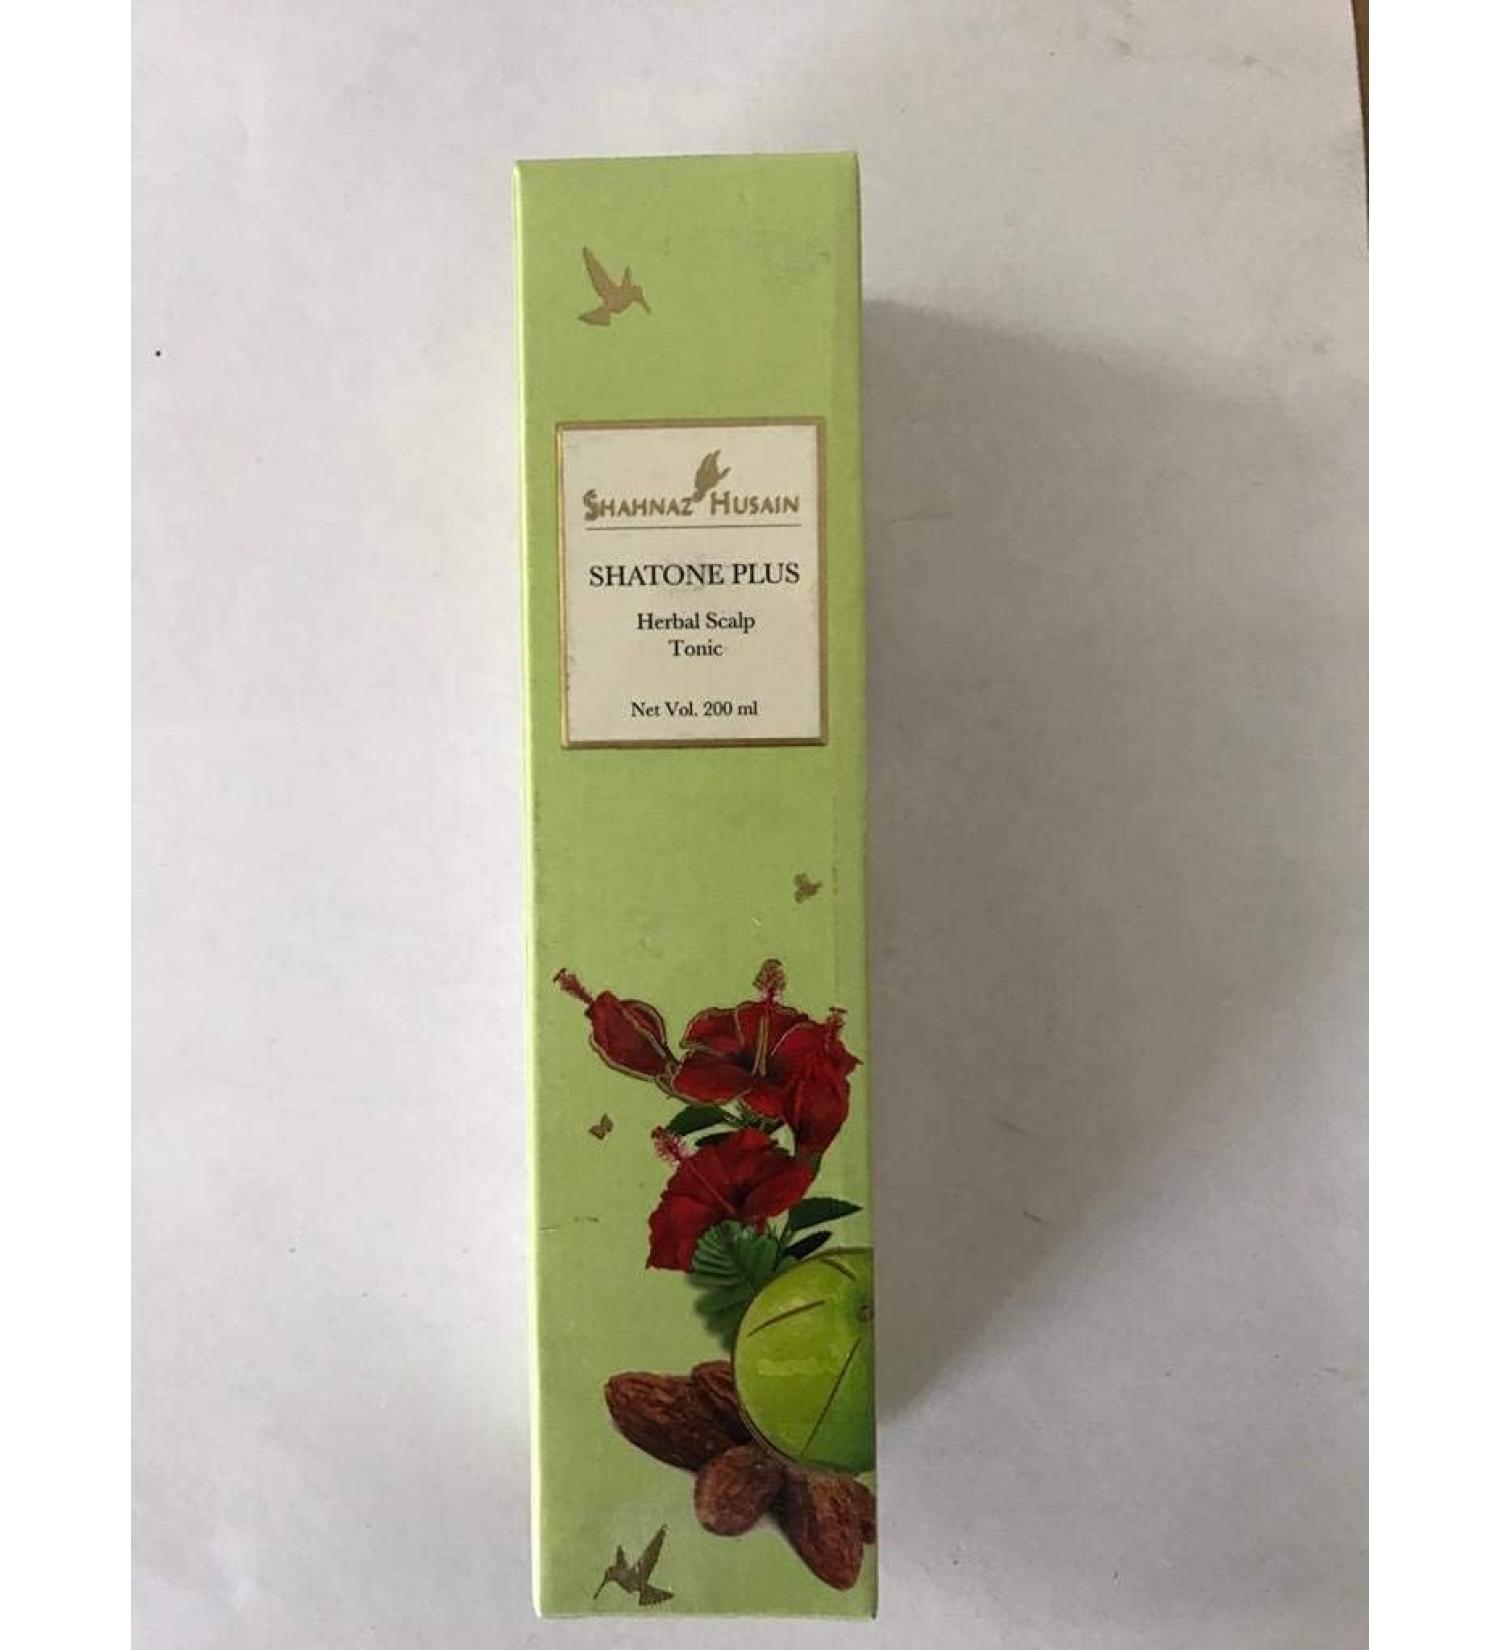 SHAHNAZ HUSAIN
SHATONE PLUS
Herbal Scalp
Tonic
Net Vol. 200 ml